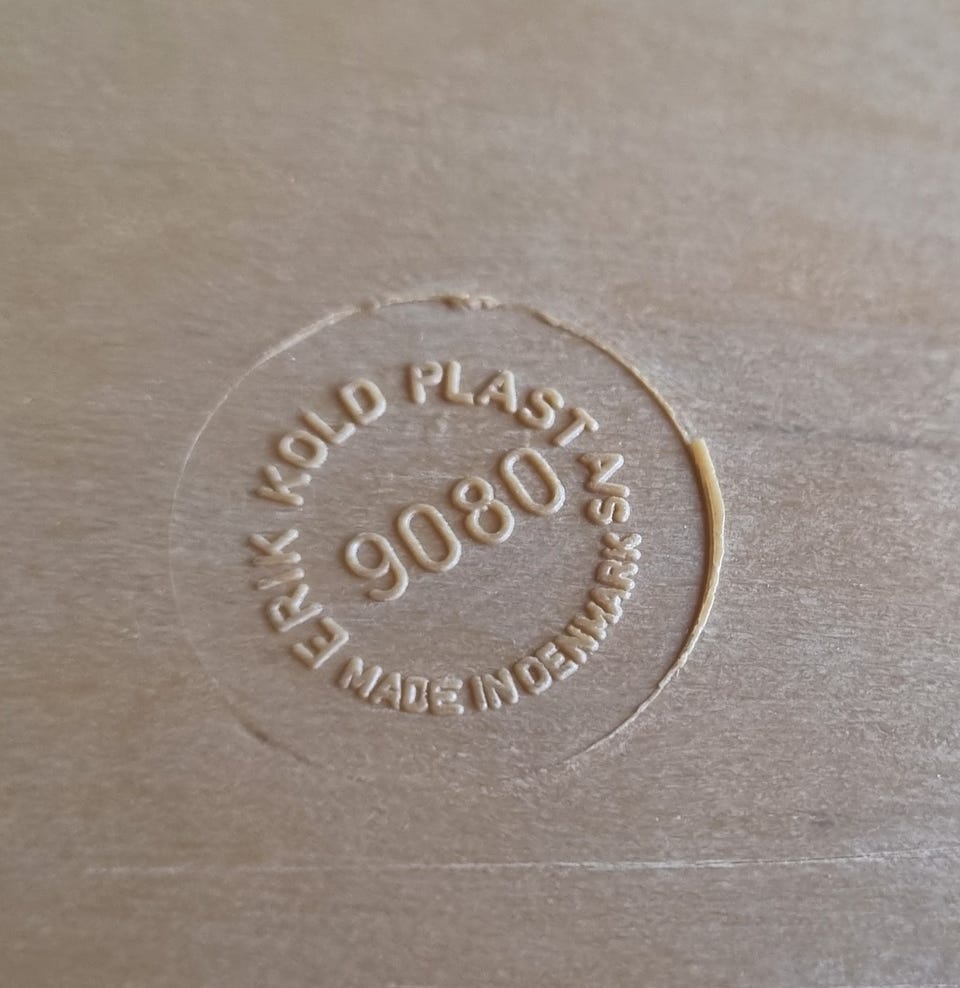 ERIK KOLD PLAST A/S
9080
MADE IN DENMARK